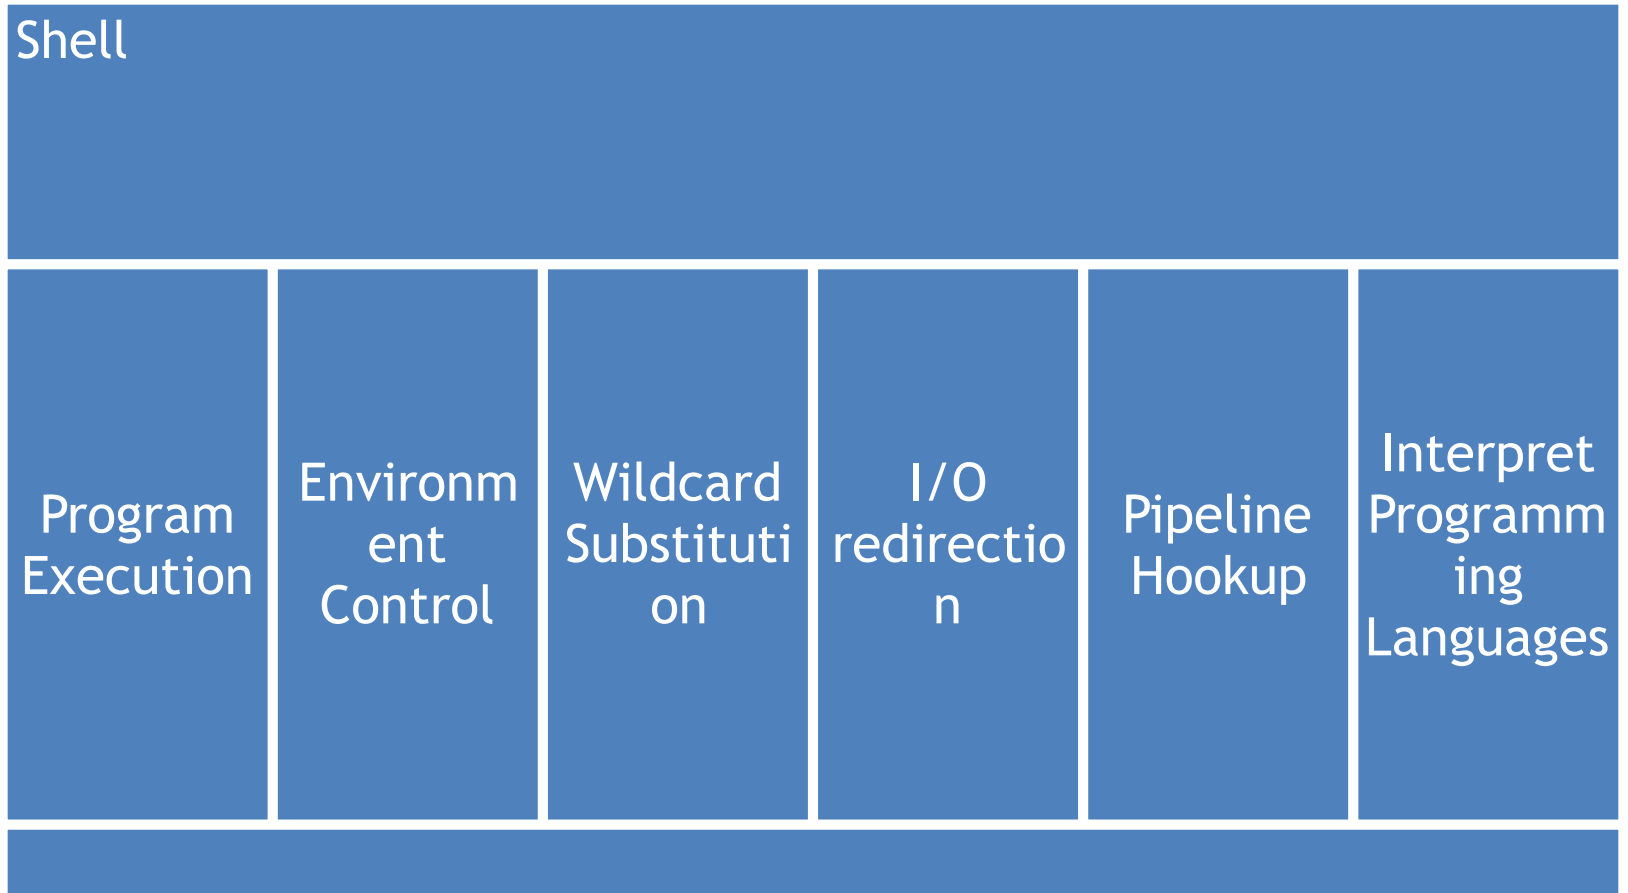 Shell
Program
Execution
Environm
ent
Control
Wildcard
Substituti
on
I/O
redirectio
n
Pipeline
Hookup
Interpret
Programm
ing
Languages